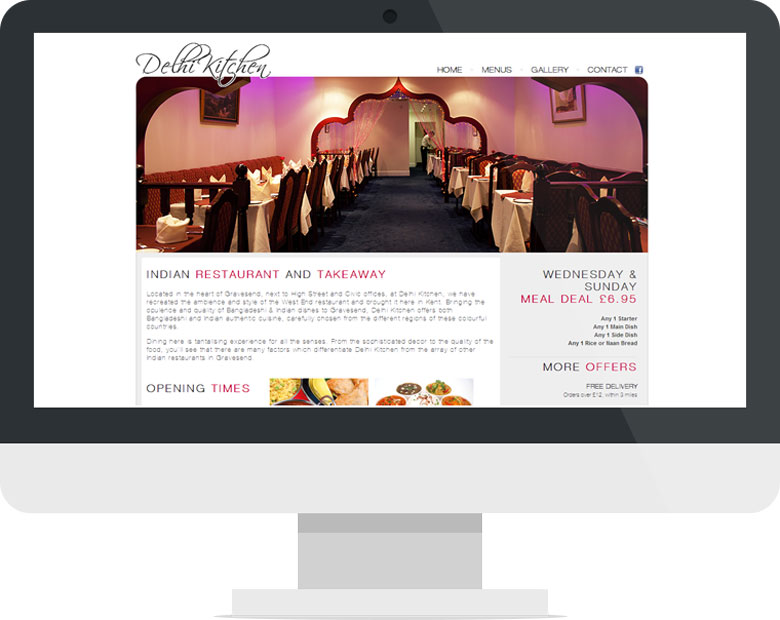 Delhi Kitchen
HOME MENUS GALLERY CONTACT
INDIAN RESTAURANT AND TAKEAWAY
Located in the heart of Gravesend, next to High Street and Civic offices, at Delhi Kitchen, we have
recreated the ambience and style of the West End restaurant and brought it here in Kent. Bringing the
opulence and quality of Bangladeshi & Indian dishes to Gravesend, Delhi Kitchen offers both
Bangladeshi and Indian authentic cuisine, carefully chosen from the different regions of these colourful
countries.
Dining here is tantalising experience for all the senses. From the sophisticated decor to the quality of the
food, you'll see that there are many factors which differentiate Delhi Kitchen from the array of other
Indian restaurants in Gravesend.
OPENING TIMES
WEDNESDAY &
SUNDAY
MEAL DEAL £6.95
Any 1 Starter
Any 1 Main Dish
Any 1 Side Dish
Any 1 Rice or Naan Bread
MORE OFFERS
FREE DELIVERY
Orders over £12, within 3 miles